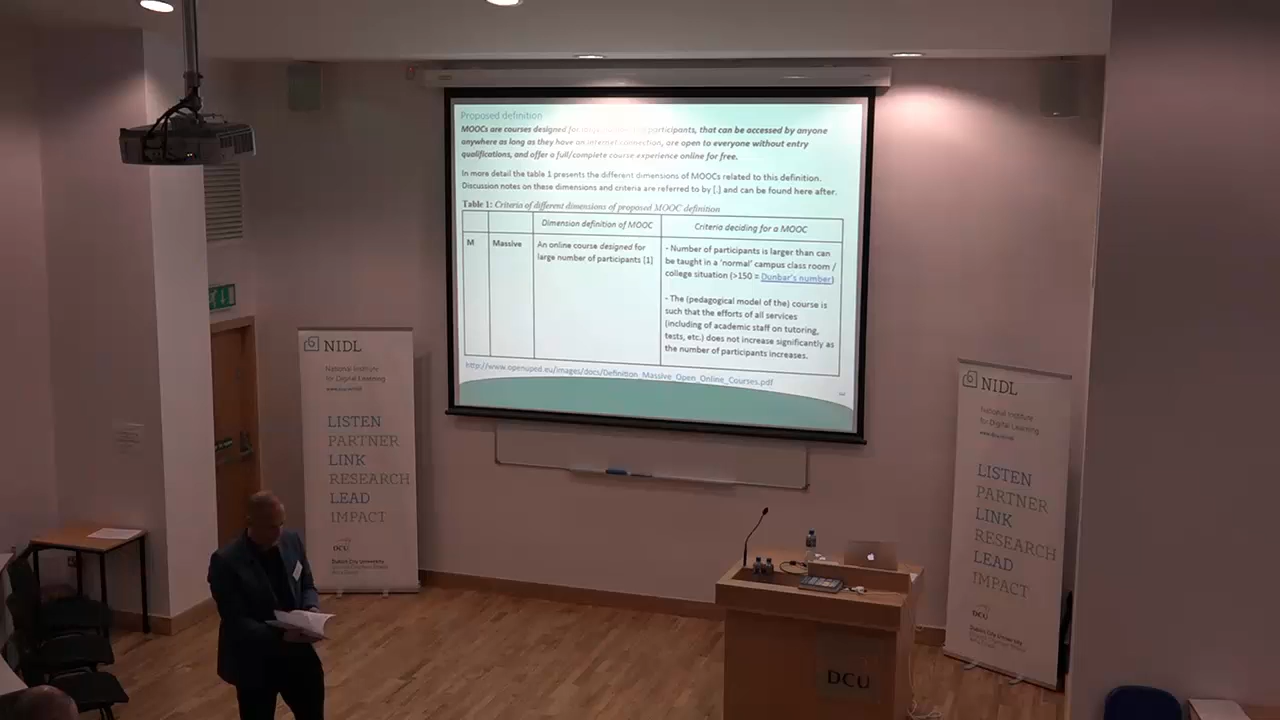 Proposed definition
MOOCs are courses designed for participants, that can be accessed by anyone
anywhere as long as they have an internet connection, are open to everyone without entry
qualifications, and offer a full/complete course experience online for free.
In more detail the table 1 presents the different dimensions of MOOCs related to this definition.
Discussion notes on these dimensions and criteria are referred to by [.] and can be found here after.
Table 1: Criteria of different dimensions of proposed MOOC definition
Dimension definition of MOOC
Criteria deciding for a MOOC
M
Massive
An online course designed for
large number of participants [1]
- Number of participants is larger than can
be taught in a 'normal' campus class room /
college situation (>150 = Dunbar's number)
- The (pedagogical model of the) course is
such that the efforts of all services
(including of academic staff on tutoring,
tests, etc.) does not increase significantly as
the number of participants increases.
http://www.openuped.eu/images/docs/Definition_Massive_Open_Online_Courses.pdf
NIDL
National Institute
for Digital Learning
LISTEN
PARTNER
LINK
RESEARCH
LEAD
IMPACT
DCU
Dublin City University
NIDL
National Institute
for Digital Learning
LISTEN
PARTNER
LINK
RESEARCH
LEAD
IMPACT
DCU
Dublin City University
DCU